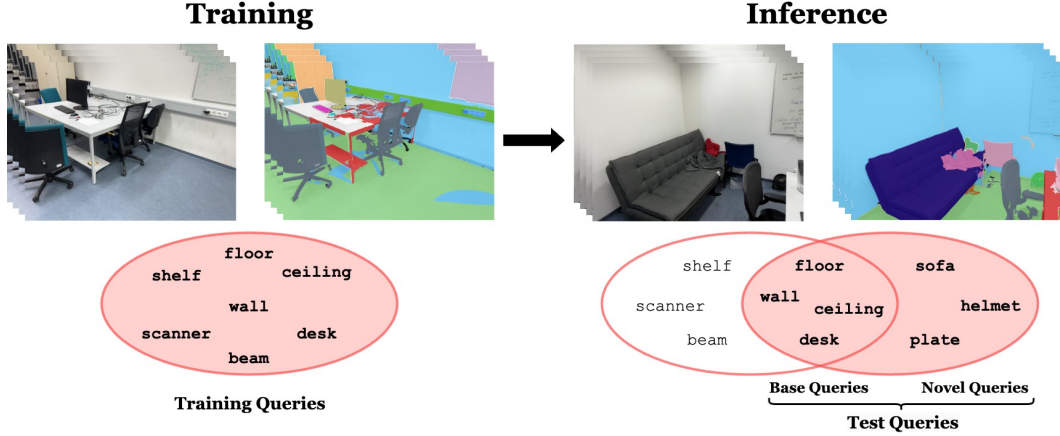 Training
Inference
floor
shelf
ceiling
wall
scanner
desk
beam
Training Queries
shelf
floor
sofa
wall
scanner
ceiling
helmet
beam
desk
plate
Base Queries
Novel Queries
Test Queries